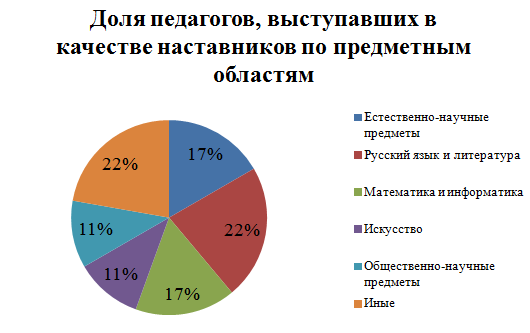 Доля педагогов, выступавших в
качестве наставников по предметным
областям
17%
22%
17%
11%
11%
22%
Естественно-научные
предметы
Русский язык и литература
Математика и информатика
Искусство
Общественно-научные
предметы
Иные